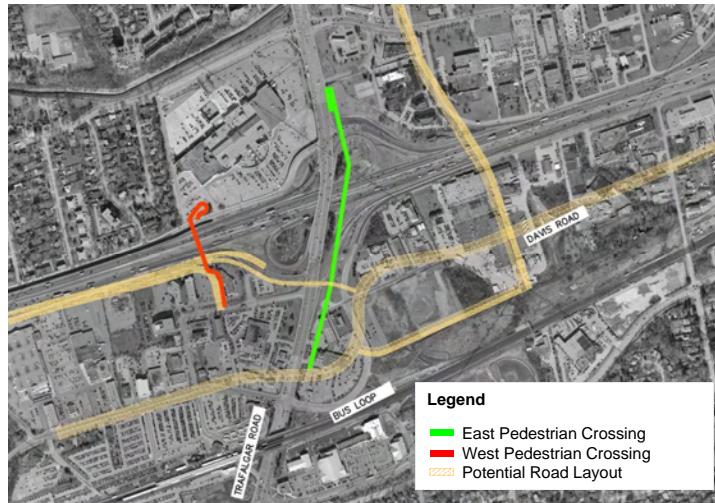 DAVIS ROAD
BUS LOOP
TRAFALGAR ROAD
Legend
East Pedestrian Crossing
West Pedestrian Crossing
Potential Road Layout